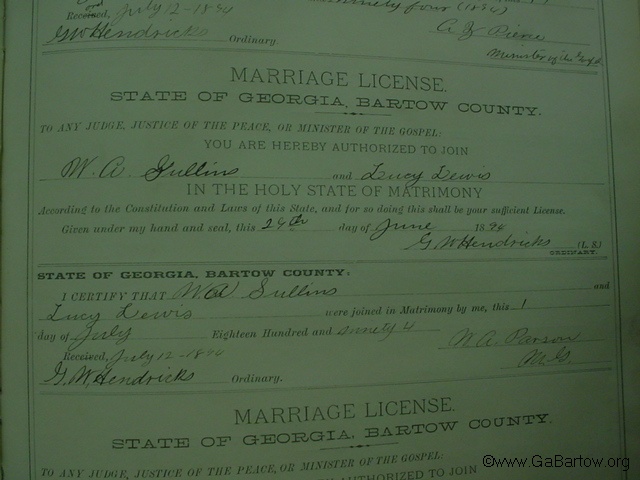 Received, July 12-1894
ninety four (1894)
GW Hendricks Ordinary.
Minister of the Gospel
MARRIAGE LICENSE.
STATE OF GEORGIA, BARTOW COUNTY.
TO ANY JUDGE, JUSTICE OF THE PEACE, OR MINISTER OF THE GOSPEL:
YOU ARE HEREBY AUTHORIZED TO JOIN
W. A Sullins and Lucy Lewis
IN THE HOLY STATE OF MATRIMONY
According to the Constitution and Laws of this State, and for so doing this shall be your sufficient License.
Given under my hand and seal, this day of June 1894
G W Hendricks (L.S.)
ORDINARY.
STATE OF GEORGIA, BARTOW COUNTY:
I CERTIFY THAT W. A Sullins and
Lucy Lewis were joined in Matrimony by me, this 1
day of July Eighteen Hundred and ninety 4
W A. Parson
M. G.
Received, July 12-1894
G. W, Hendricks Ordinary.
MARRIAGE LICENSE.
STATE OF GEORGIA, BARTOW COUNTY.
TO ANY JUDGE, JUSTICE OF THE PEACE, OR MINISTER OF THE GOSPEL:
AUTHORIZED TO JOIN
©www.GaBartow.org